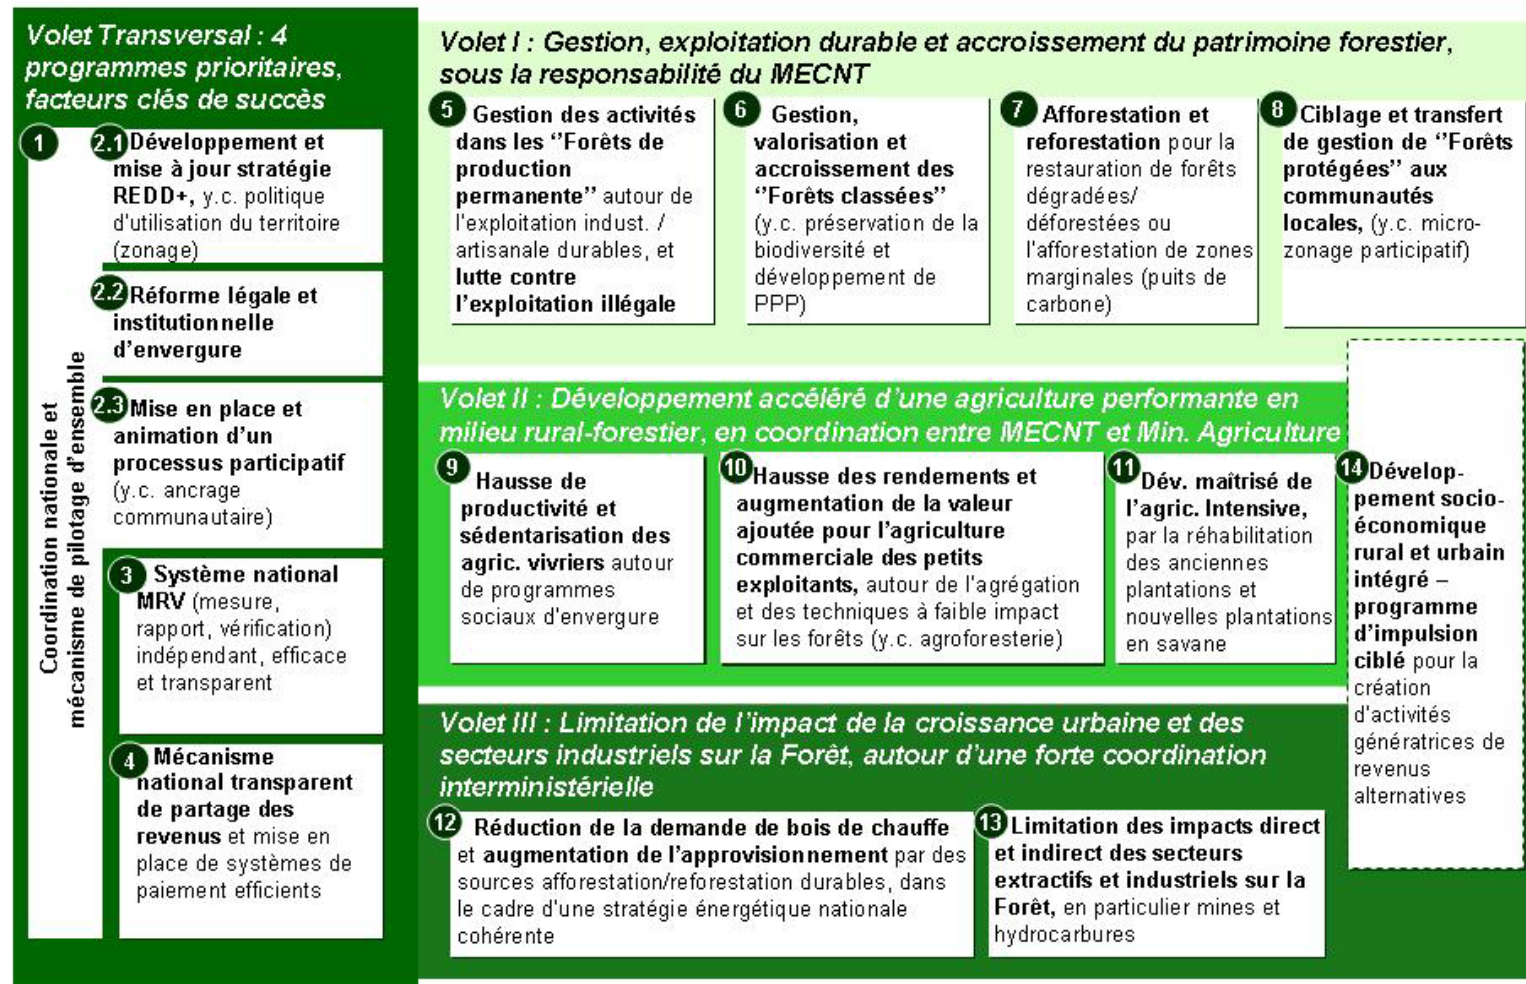 Volet Transversal : 4
programmes prioritaires,
facteurs clés de succès
1
Coordination nationale et
mécanisme de pilotage d'ensemble
2.1 Développement et
mise à jour stratégie
REDD+, y.c. politique
d'utilisation du territoire
(zonage)
2.2 Réforme légale et
institutionnelle
d'envergure
2.3 Mise en place et
animation d'un
processus participatif
(y.c. ancrage
communautaire)
3 Système national
MRV (mesure,
rapport, vérification)
indépendant, efficace
et transparent
4 Mécanisme
national transparent
de partage des
revenus et mise en
place de systèmes de
paiement efficients
Volet I : Gestion, exploitation durable et accroissement du patrimoine forestier,
sous la responsabilité du MECNT
5 Gestion des activités
dans les ‘’Forêts de
production
permanente’’ autour de
l'exploitation indust. /
artisanale durables, et
lutte contre
l'exploitation illégale
6 Gestion,
valorisation et
accroissement des
‘’Forêts classées’’
(y.c. préservation de la
biodiversité et
développement de
PPP)
7 Afforestation et
reforestation pour la
restauration de forêts
dégradées/
déforestées ou
l'afforestation de zones
marginales (puits de
carbone)
8 Ciblage et transfert
de gestion de ‘’Forêts
protégées’’ aux
communautés
locales, (y.c. micro-
zonage participatif)
Volet II : Développement accéléré d'une agriculture performante en
milieu rural-forestier, en coordination entre MECNT et Min. Agriculture
9 Hausse de
productivité et
sédentarisation des
agric. vivriers autour
de programmes
sociaux d'envergure
10 Hausse des rendements et
augmentation de la valeur
ajoutée pour l'agriculture
commerciale des petits
exploitants, autour de l'agrégation
et des techniques à faible impact
sur les forêts (y.c. agroforesterie)
11 Dév. maîtrisé de
l'agric. Intensive,
par la réhabilitation
des anciennes
plantations et
nouvelles plantations
en savane
14 Dévelop-
pement socio-
économique
rural et urbain
intégré –
programme
d'impulsion
ciblé pour la
création
d'activités
génératrices de
revenus
alternatives
Volet III : Limitation de l'impact de la croissance urbaine et des
secteurs industriels sur la Forêt, autour d'une forte coordination
interministérielle
12 Réduction de la demande de bois de chauffe
et augmentation de l'approvisionnement par des
sources afforestation/reforestation durables, dans
le cadre d'une stratégie énergétique nationale
cohérente
13 Limitation des impacts direct
et indirect des secteurs
extractifs et industriels sur la
Forêt, en particulier mines et
hydrocarbures